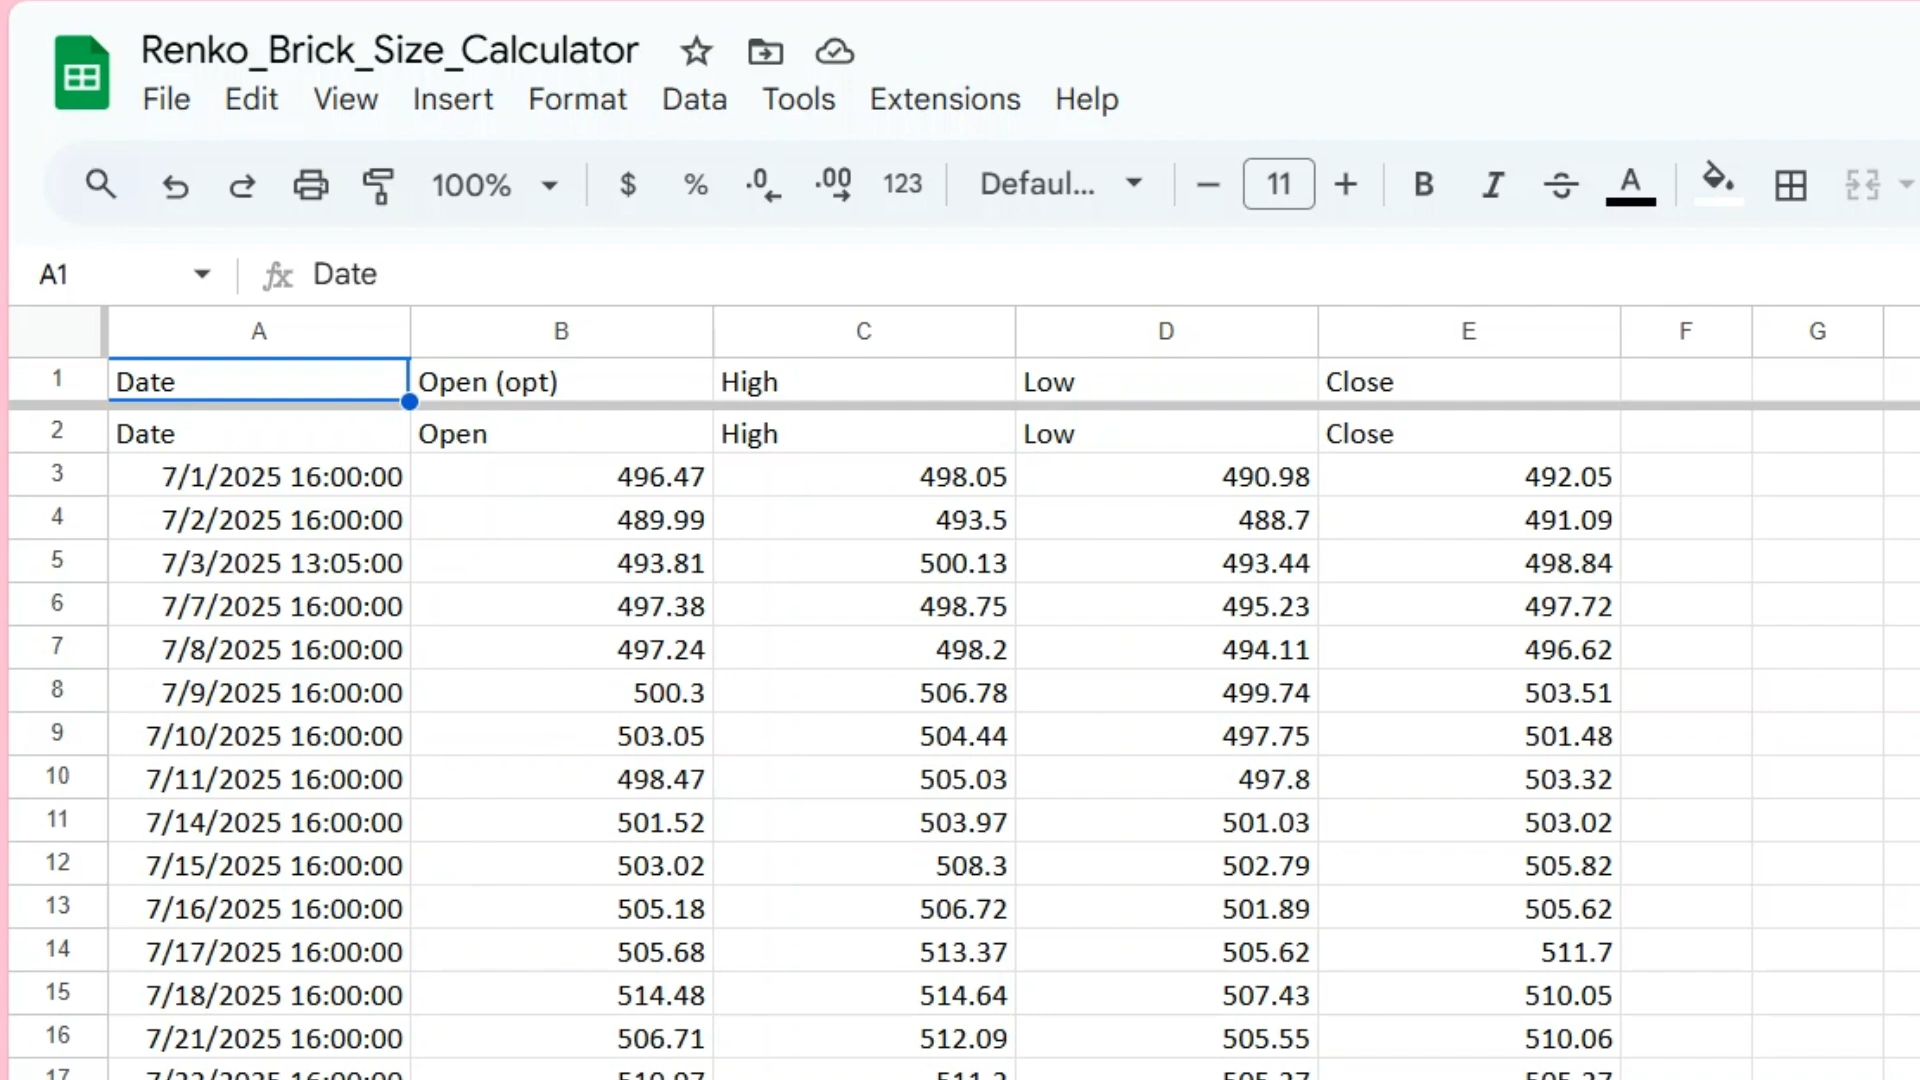 Renko_Brick_Size_Calculator
File Edit View Insert Format Data Tools Extensions Help
100% $ % .0 .00 123 Defaul... 11 B I A
A1 fx Date
A B C D E F G
1 Date Open (opt) High Low Close
2 Date Open High Low Close
3 7/1/2025 16:00:00 496.47 498.05 490.98 492.05
4 7/2/2025 16:00:00 489.99 493.5 488.7 491.09
5 7/3/2025 13:05:00 493.81 500.13 493.44 498.84
6 7/7/2025 16:00:00 497.38 498.75 495.23 497.72
7 7/8/2025 16:00:00 497.24 498.2 494.11 496.62
8 7/9/2025 16:00:00 500.3 506.78 499.74 503.51
9 7/10/2025 16:00:00 503.05 504.44 497.75 501.48
10 7/11/2025 16:00:00 498.47 505.03 497.8 503.32
11 7/14/2025 16:00:00 501.52 503.97 501.03 503.02
12 7/15/2025 16:00:00 503.02 508.3 502.79 505.82
13 7/16/2025 16:00:00 505.18 506.72 501.89 505.62
14 7/17/2025 16:00:00 505.68 513.37 505.62 511.7
15 7/18/2025 16:00:00 514.48 514.64 507.43 510.05
16 7/21/2025 16:00:00 506.71 512.09 505.55 510.06
17